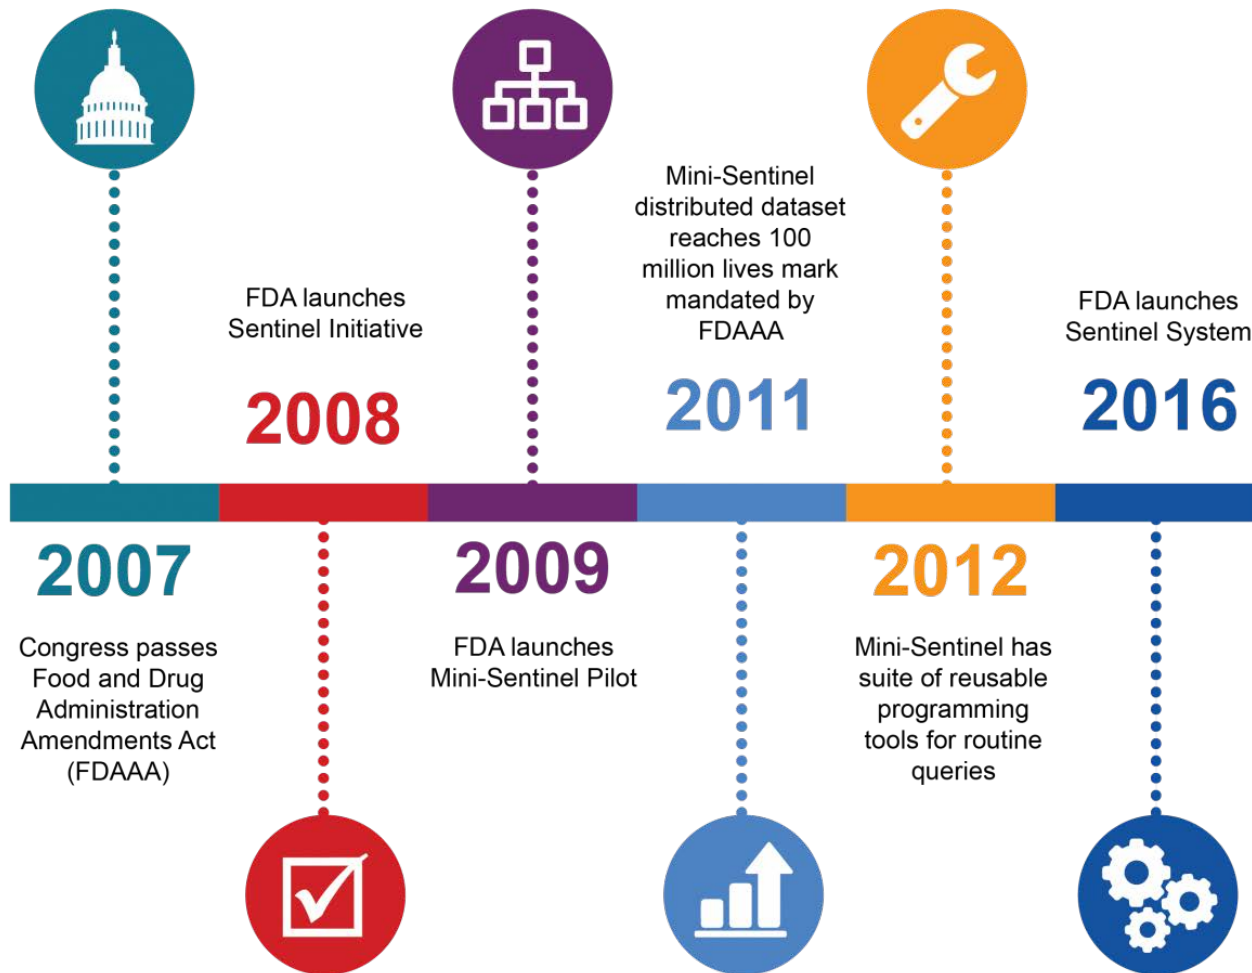 2007
Congress passes
Food and Drug
Administration
Amendments Act
(FDAAA)
FDA launches
Sentinel Initiative
2008
2009
FDA launches
Mini-Sentinel Pilot
Mini-Sentinel
distributed dataset
reaches 100
million lives mark
mandated by
FDAAA
2011
2012
Mini-Sentinel has
suite of reusable
programming
tools for routine
queries
FDA launches
Sentinel System
2016